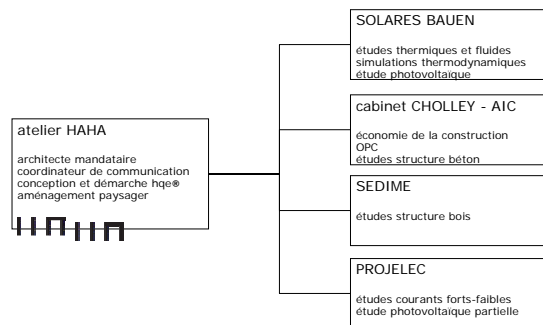 atelier HAHA
architecte mandataire
coordinateur de communication
conception et démarche hqe®
aménagement paysager
SOLARES BAUEN
études thermiques et fluides
simulations thermodynamiques
étude photovoltaïque
cabinet CHOLLEY - AIC
économie de la construction
OPC
études structure béton
SEDIME
études structure bois
PROJELEC
études courants forts-faibles
étude photovoltaïque partielle